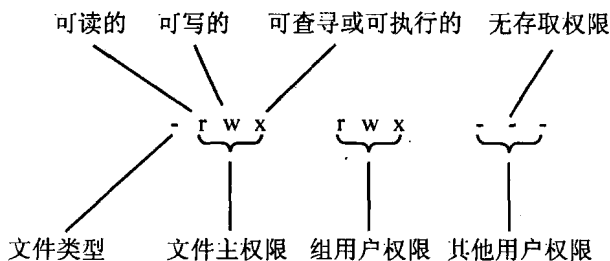 可读的 可写的 可查寻或可执行的 无存取权限
- r w x r w x - - -
文件类型 文件主权限 组用户权限 其他用户权限